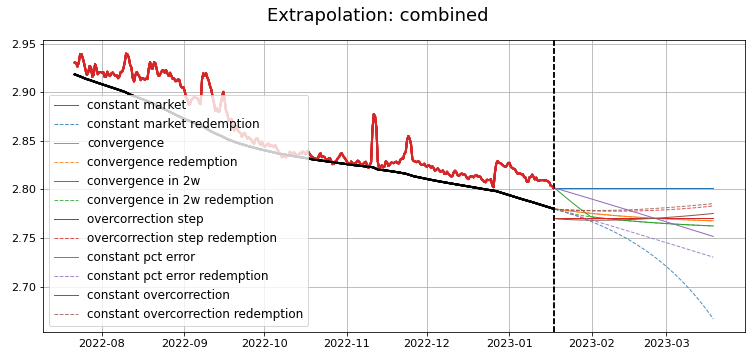 Extrapolation: combined
2.95
2.90
2.85
2.80
2.75
2.70
constant market
constant market redemption
convergence
convergence redemption
convergence in 2w
convergence in 2w redemption
overcorrection step
overcorrection step redemption
constant pct error
constant pct error redemption
constant overcorrection
constant overcorrection redemption
2022-08 2022-09 2022-10 2022-11 2022-12 2023-01 2023-02 2023-03